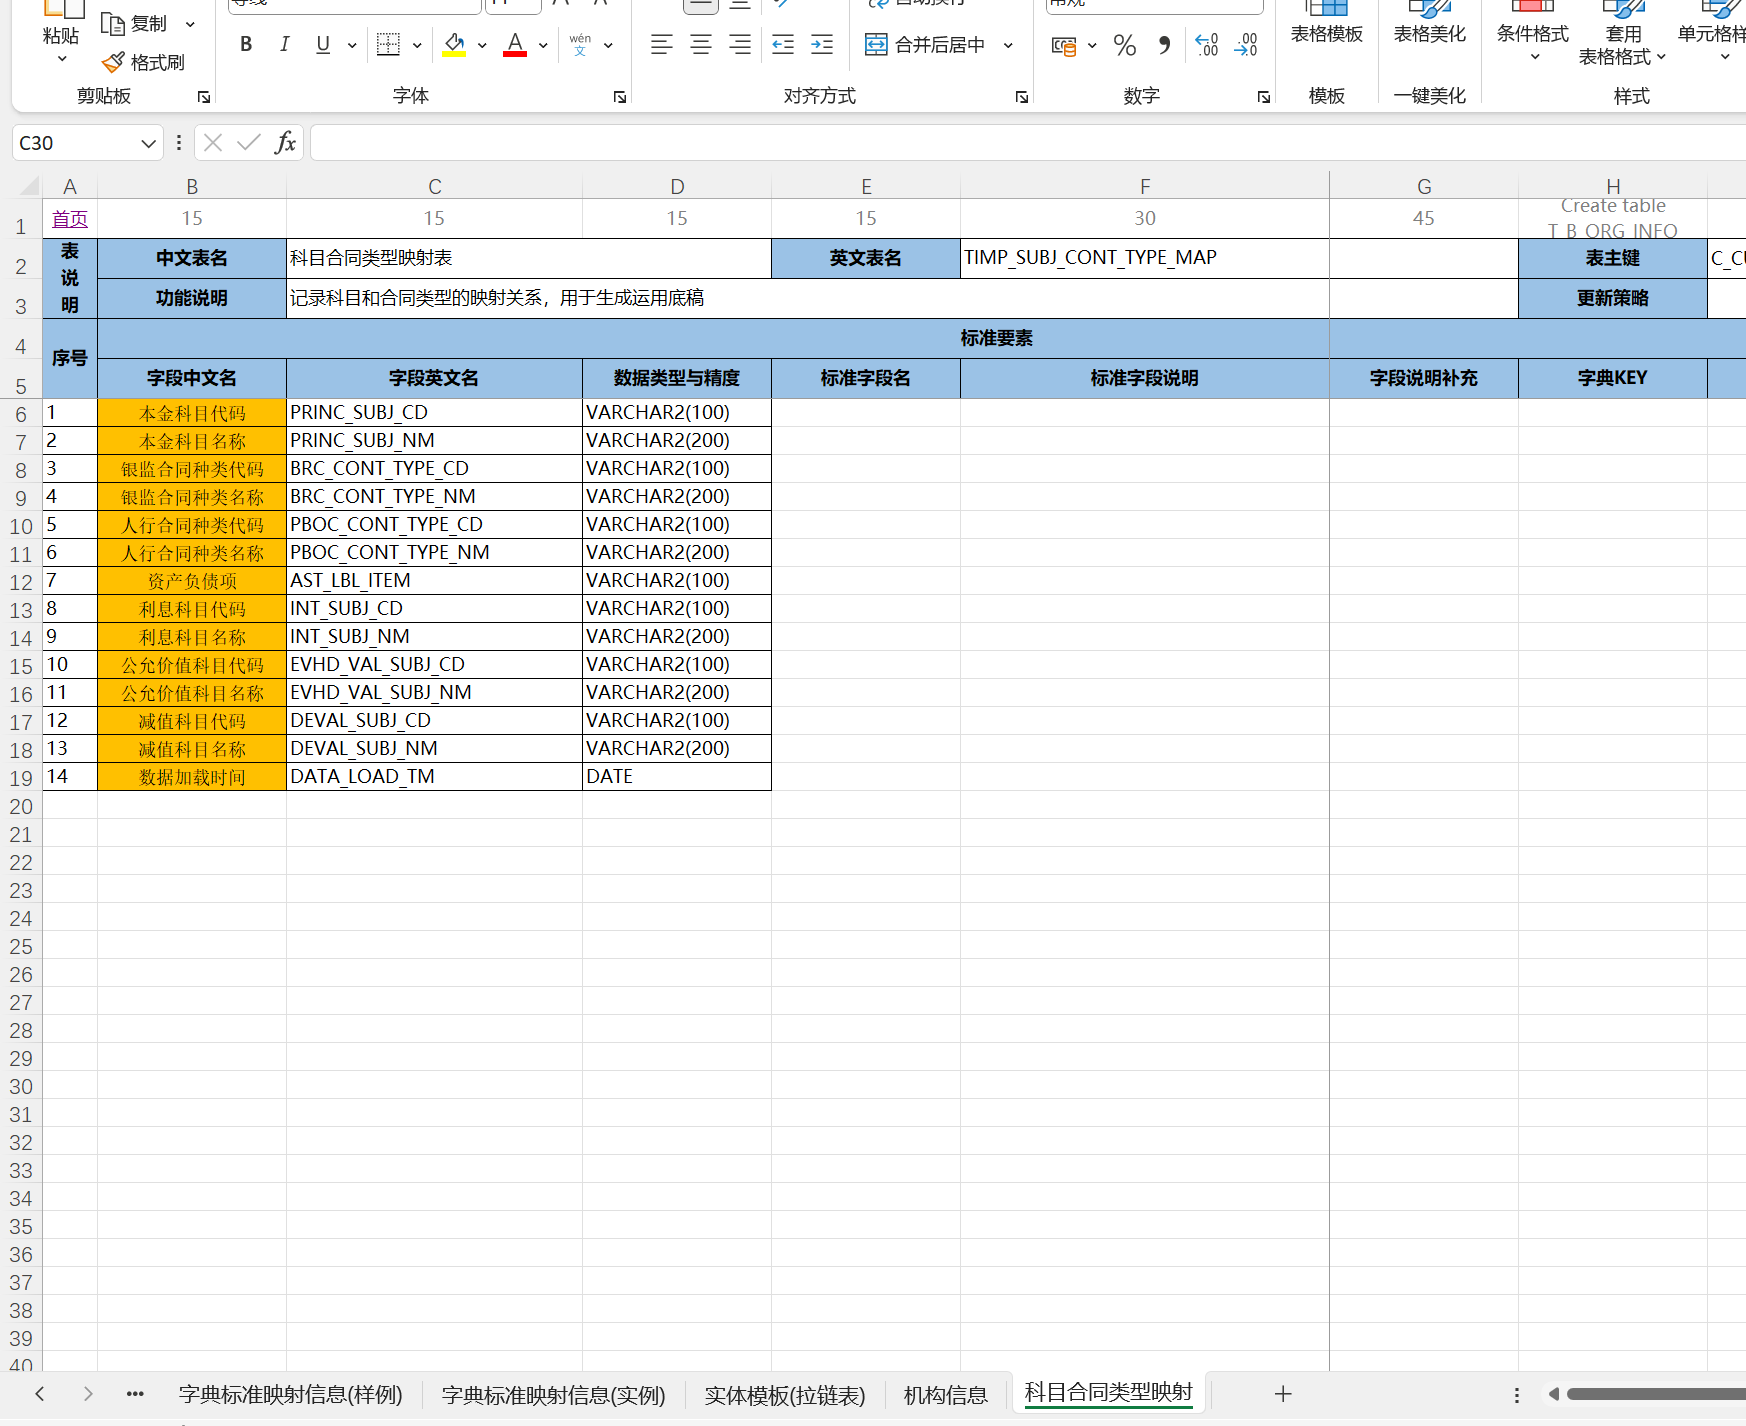 粘贴
复制
格式刷
剪贴板
B I U
A
wén
文
字体
对齐方式
合并后居中
%
.00
.00
数字
表格模板
模板
表格美化
一键美化
条件格式
套用
表格格式
样式
C30
fx
A B C D E F G H
1 首页 15 15 15 15 30 45 Create table
T_B_ORG_INFO
2 表说明 中文表名 科目合同类型映射表 英文表名 TIMP_SUBJ_CONT_TYPE_MAP 表主键
3 功能说明 记录科目和合同类型的映射关系，用于生成运用底稿 更新策略
4 序号 标准要素
5 字段中文名 字段英文名 数据类型与精度 标准字段名 标准字段说明 字段说明补充 字典KEY
6 1 本金科目代码 PRINC_SUBJ_CD VARCHAR2(100)
7 2 本金科目名称 PRINC_SUBJ_NM VARCHAR2(200)
8 3 银监合同种类代码 BRC_CONT_TYPE_CD VARCHAR2(100)
9 4 银监合同种类名称 BRC_CONT_TYPE_NM VARCHAR2(200)
10 5 人行合同种类代码 PBOC_CONT_TYPE_CD VARCHAR2(100)
11 6 人行合同种类名称 PBOC_CONT_TYPE_NM VARCHAR2(200)
12 7 资产负债项 AST_LBL_ITEM VARCHAR2(100)
13 8 利息科目代码 INT_SUBJ_CD VARCHAR2(100)
14 9 利息科目名称 INT_SUBJ_NM VARCHAR2(200)
15 10 公允价值科目代码 EVHD_VAL_SUBJ_CD VARCHAR2(100)
16 11 公允价值科目名称 EVHD_VAL_SUBJ_NM VARCHAR2(200)
17 12 减值科目代码 DEVAL_SUBJ_CD VARCHAR2(100)
18 13 减值科目名称 DEVAL_SUBJ_NM VARCHAR2(200)
19 14 数据加载时间 DATA_LOAD_TM DATE
20
21
22
23
24
25
26
27
28
29
30
31
32
33
34
35
36
37
38
39
40
字典标准映射信息(样例) 字典标准映射信息(实例) 实体模板(拉链表) 机构信息 科目合同类型映射